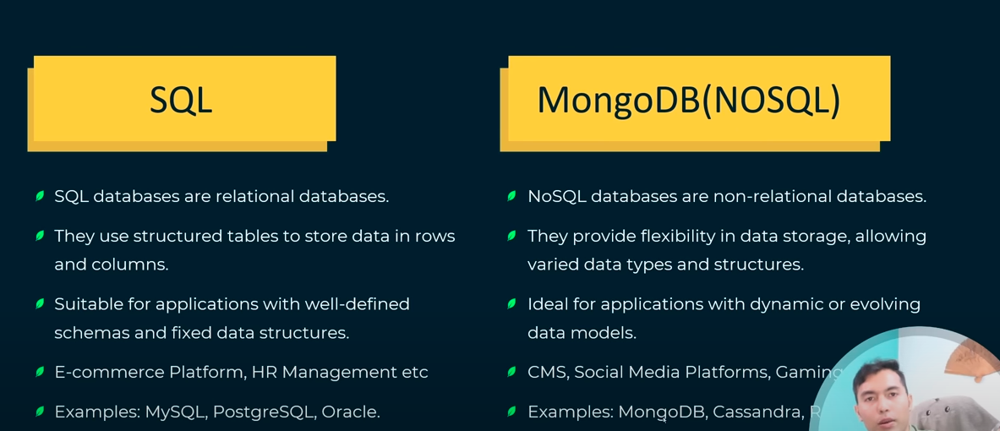 SQL
SQL databases are relational databases.
They use structured tables to store data in rows
and columns.
Suitable for applications with well-defined
schemas and fixed data structures.
E-commerce Platform, HR Management etc
Examples: MySQL, PostgreSQL, Oracle.
MongoDB(NOSQL)
NoSQL databases are non-relational databases.
They provide flexibility in data storage, allowing
varied data types and structures.
Ideal for applications with dynamic or evolving
data models.
CMS, Social Media Platforms, Gaming
Examples: MongoDB, Cassandra,